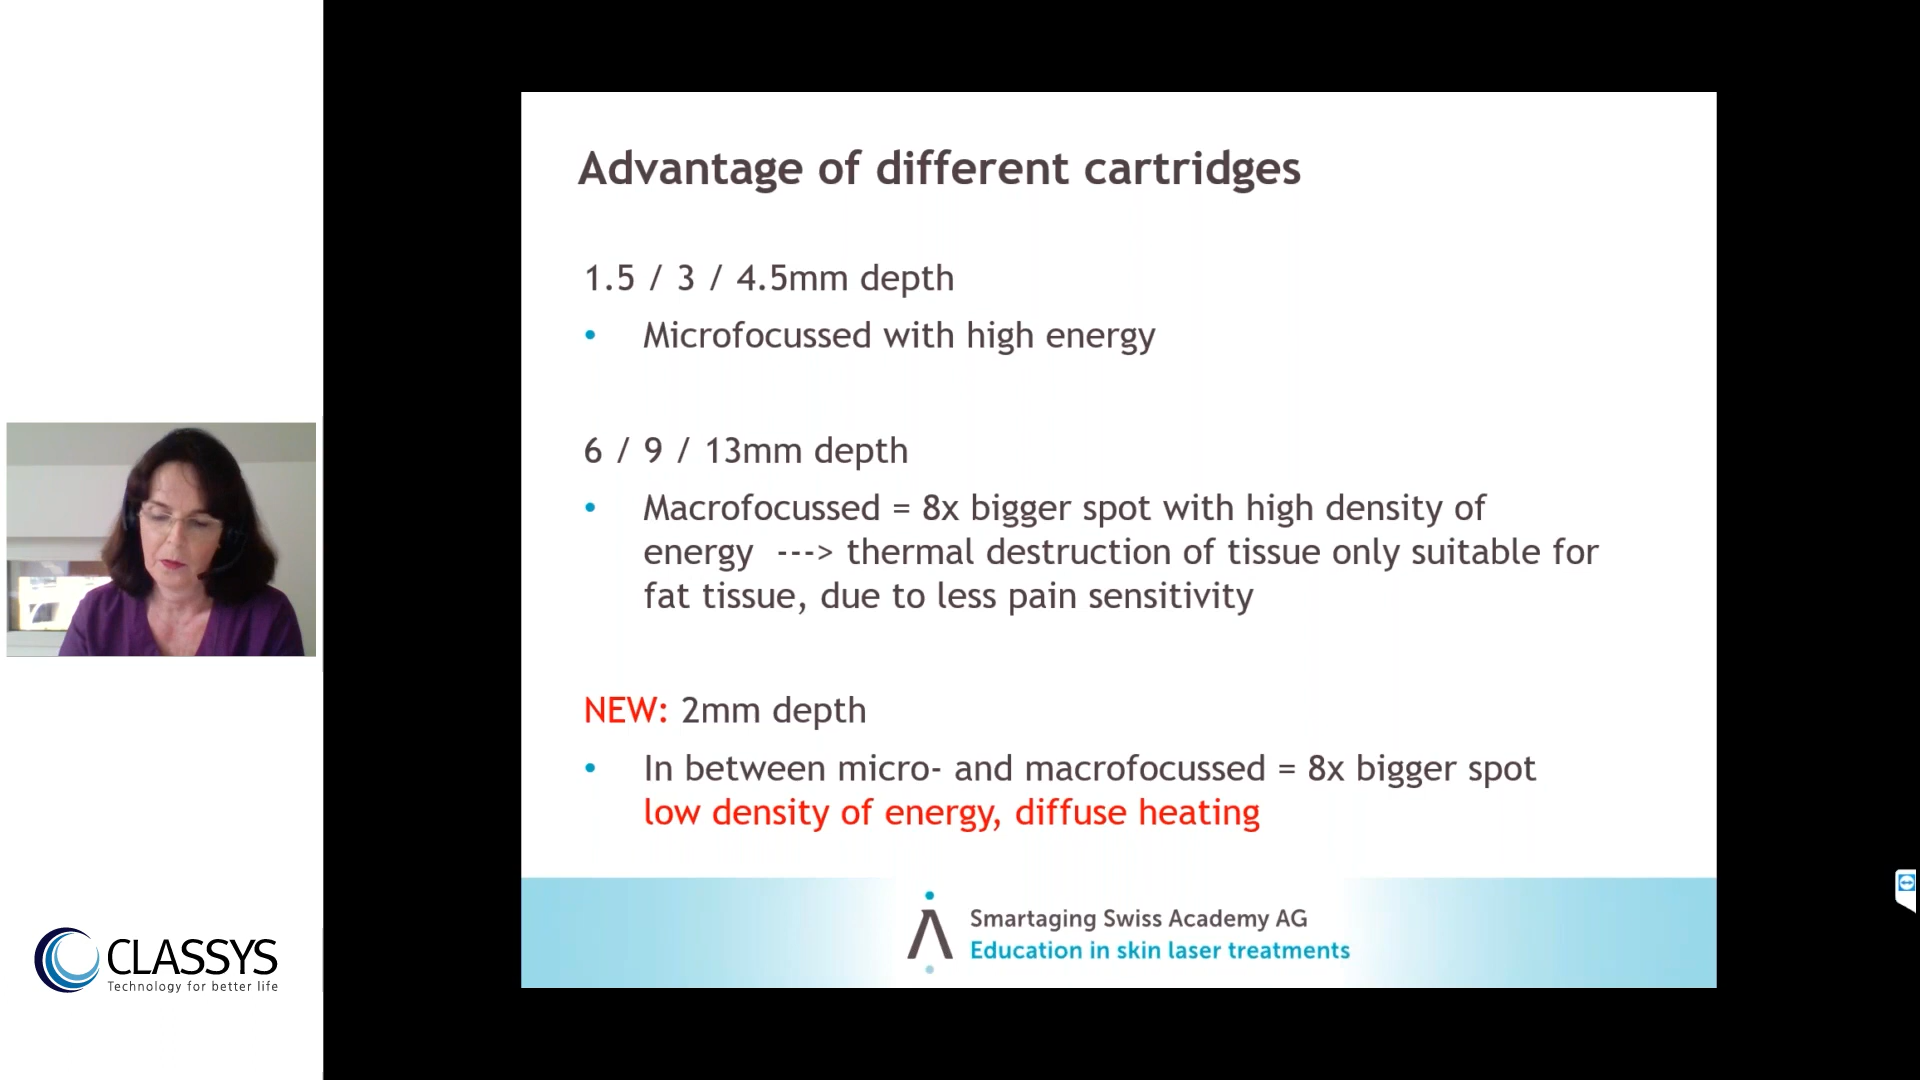 Advantage of different cartridges
1.5 / 3 / 4.5mm depth
• Microfocussed with high energy
6 / 9 / 13mm depth
• Macrofocussed = 8x bigger spot with high density of
energy ---> thermal destruction of tissue only suitable for
fat tissue, due to less pain sensitivity
NEW: 2mm depth
• In between micro- and macrofocussed = 8x bigger spot
low density of energy, diffuse heating
Smartaging Swiss Academy AG
Education in skin laser treatments
CLASSYS
Technology for better life